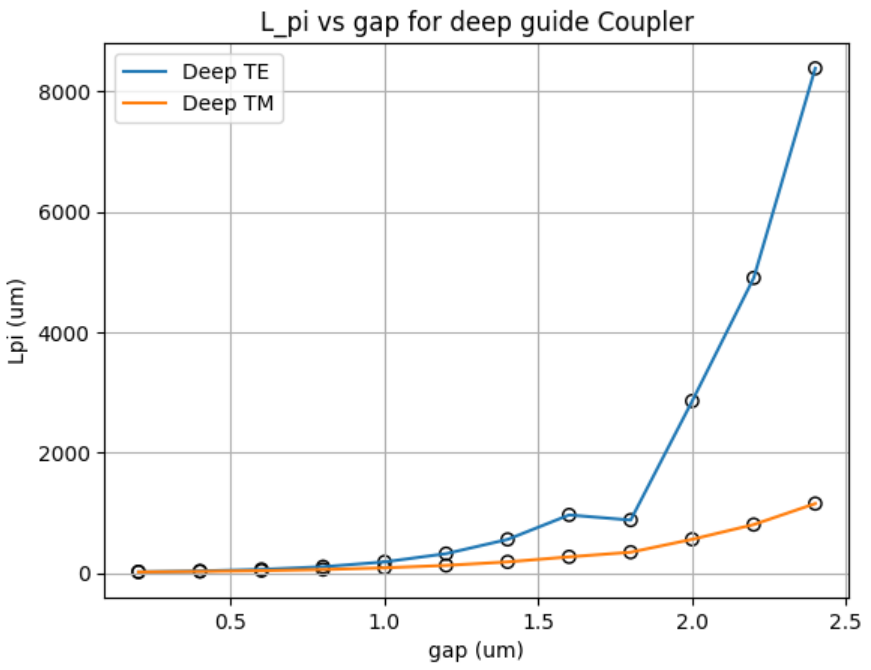 L_pi vs gap for deep guide Coupler
Deep TE
Deep TM
8000
6000
4000
2000
0
Lpi (um)
0.5
1.0
1.5
2.0
2.5
gap (um)